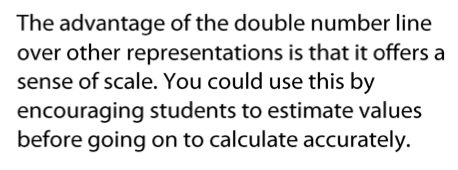 The advantage of the double number line
over other representations is that it offers a
sense of scale. You could use this by
encouraging students to estimate values
before going on to calculate accurately.